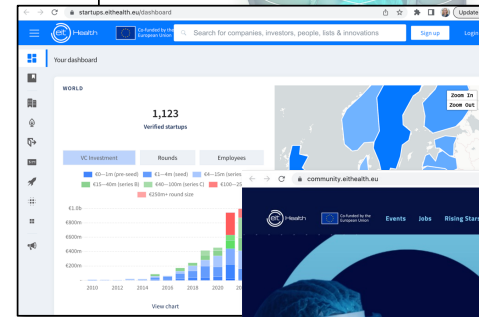 startups.eithealth.eu/dashboard
Update
eit Health
Co-funded by the
European Union
Search for companies, investors, people, lists & innovations
Sign up
Login
Your dashboard
WORLD
1,123
Verified startups
Zoom In
Zoom Out
VC Investment
Rounds
Employees
€0—1m (pre-seed)
€1—4m (seed)
€4—15m (series
€15—40m (series B)
€40—100m (series C)
€100—25
€250m+ round size
€1.0b
€800m
€600m
€400m
€200m
2010
2012
2014
2016
2018
2020
View chart
community.eithealth.eu
eit Health
Co-funded by the
European Union
Events
Jobs
Rising Stars